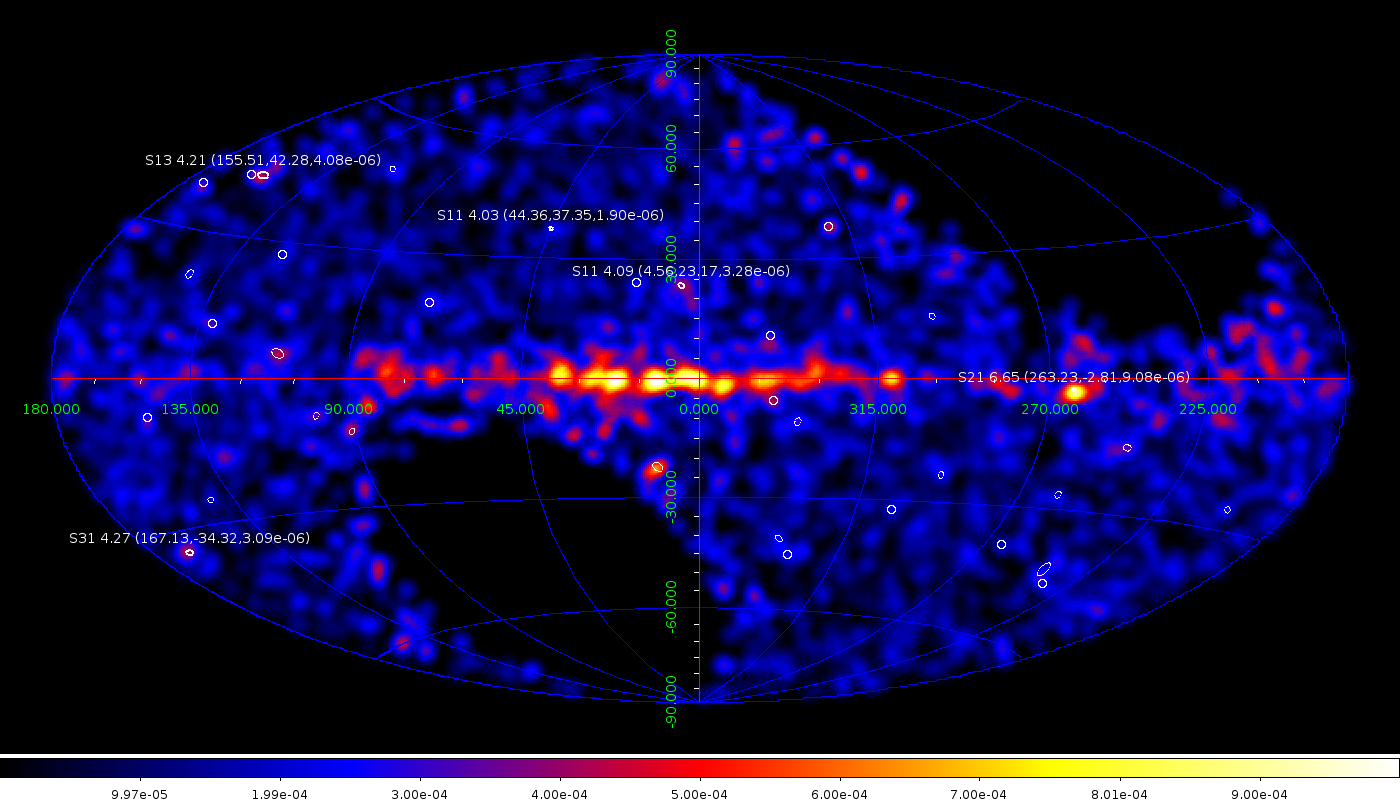 90.000
60.000
S13 4.21 (155.51,42.28,4.08e-06)
S11 4.03 (44.36,37.35,1.90e-06)
30.000
S11 4.09 (4.56,23.17,3.28e-06)
0.000
S21 6.65 (263.23,-2.81,9.08e-06)
180.000 135.000 90.000 45.000 0.000 315.000 270.000 225.000
-30.000
S31 4.27 (167.13,-34.32,3.09e-06)
-60.000
-90.000
9.97e-05 1.99e-04 3.00e-04 4.00e-04 5.00e-04 6.00e-04 7.00e-04 8.01e-04 9.00e-04